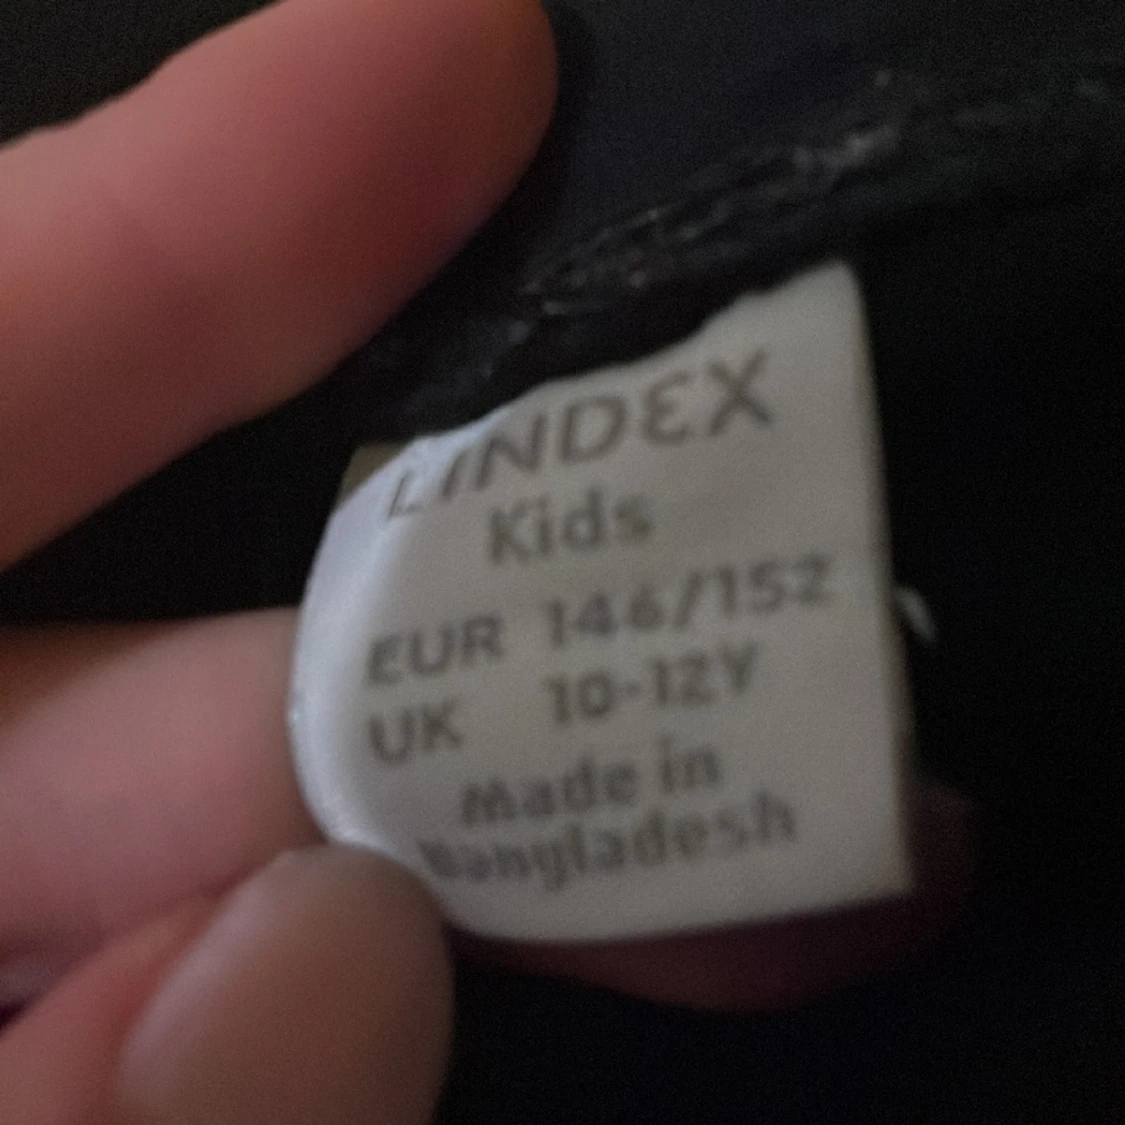 LINDEX
Kids
EUR 146/152
UK 10-12Y
Made in
Bangladesh